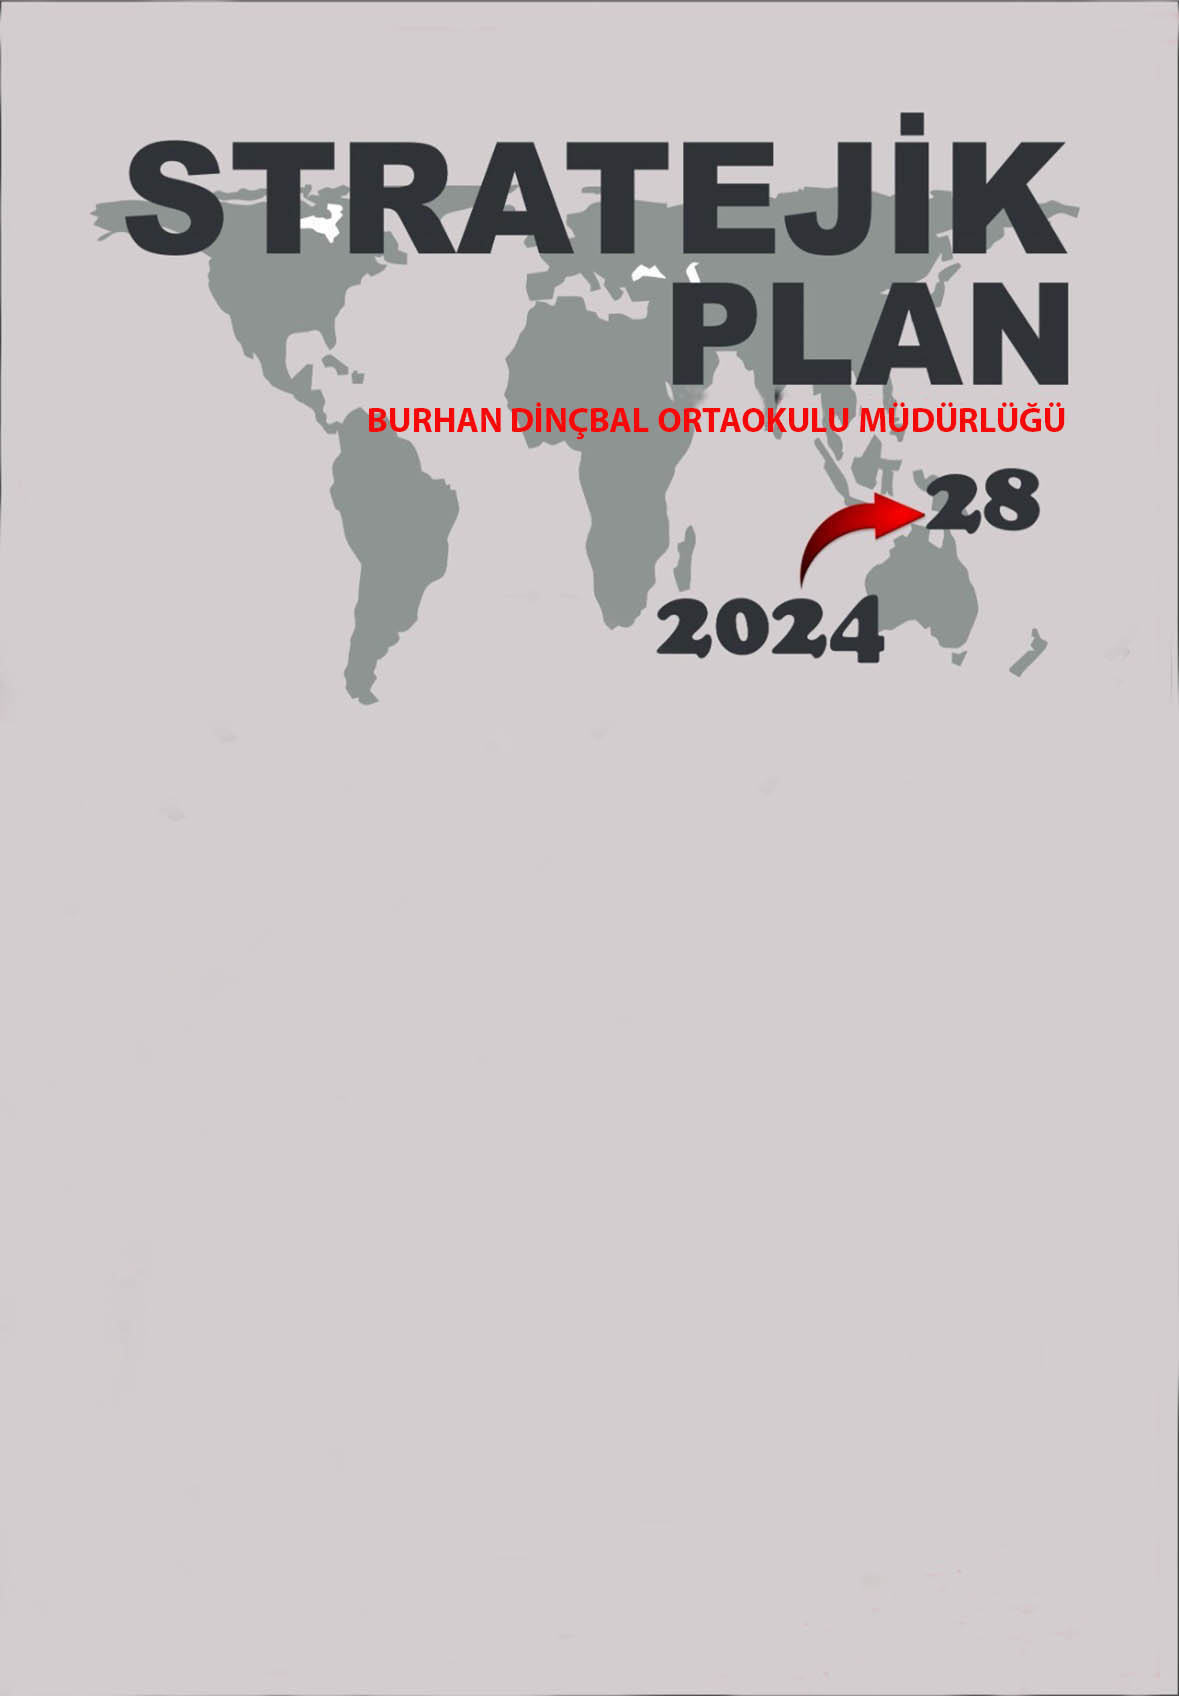 STRATEJİK
PLAN
BURHAN DİNÇBAL ORTAOKULU MÜDÜRLÜĞÜ
28
2024